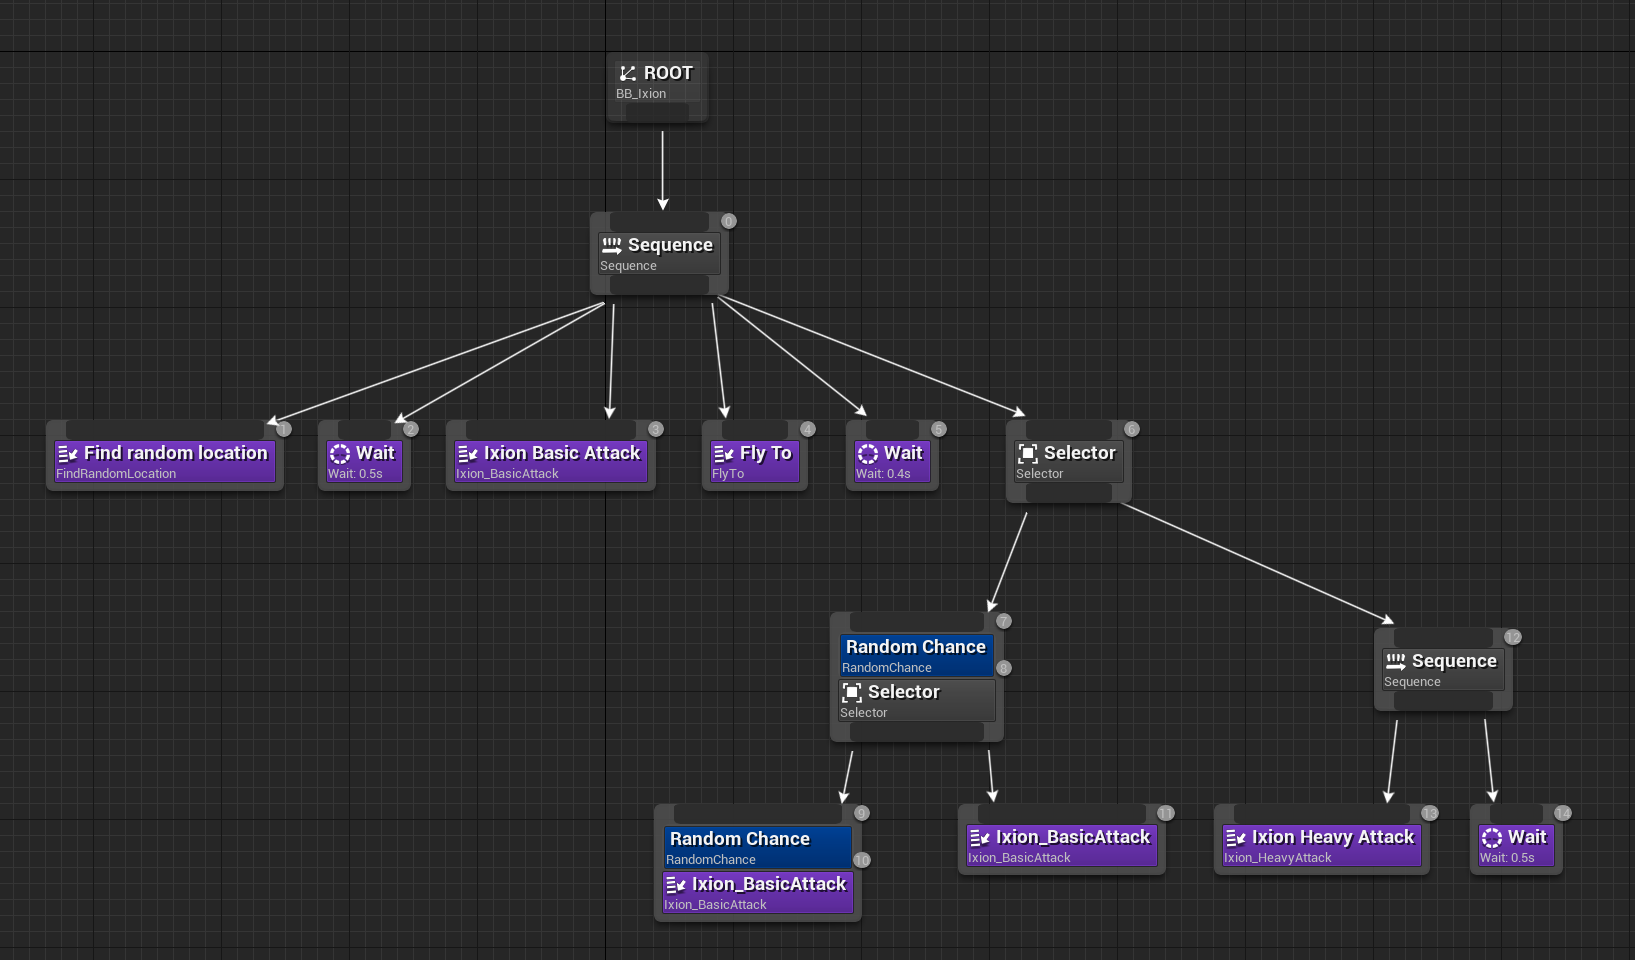 ROOT
BB_Ixion
0
Sequence
Sequence
1
Find random location
FindRandomLocation
2
Wait
Wait: 0.5s
3
Ixion Basic Attack
Ixion_BasicAttack
4
Fly To
FlyTo
5
Wait
Wait: 0.4s
6
Selector
Selector
7
Random Chance
RandomChance
8
Selector
Selector
12
Sequence
Sequence
9
Random Chance
RandomChance
10
Ixion_BasicAttack
Ixion_BasicAttack
11
Ixion_BasicAttack
Ixion_BasicAttack
13
Ixion Heavy Attack
Ixion_HeavyAttack
14
Wait
Wait: 0.5s